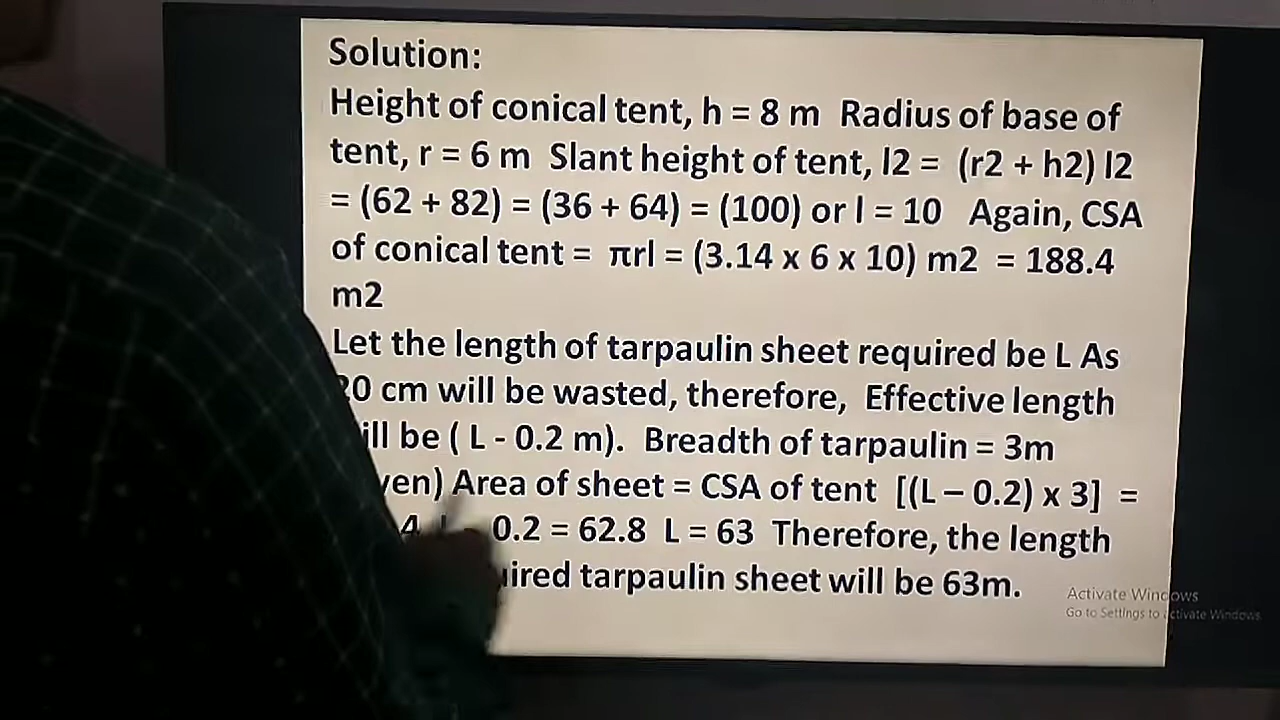 Solution:
Height of conical tent, h = 8 m Radius of base of
tent, r = 6 m Slant height of tent, l2 = (r2 + h2) l2
= (62 + 82) = (36 + 64) = (100) or l = 10 Again, CSA
of conical tent = πrl = (3.14 x 6 x 10) m2 = 188.4
m2
Let the length of tarpaulin sheet required be L As
20 cm will be wasted, therefore, Effective length
ill be ( L - 0.2 m). Breadth of tarpaulin = 3m
ven) Area of sheet = CSA of tent [(L – 0.2) x 3] =
4 0.2 = 62.8 L = 63 Therefore, the length
uired tarpaulin sheet will be 63m.
Activate Windows
Go to Settings to activate Windows